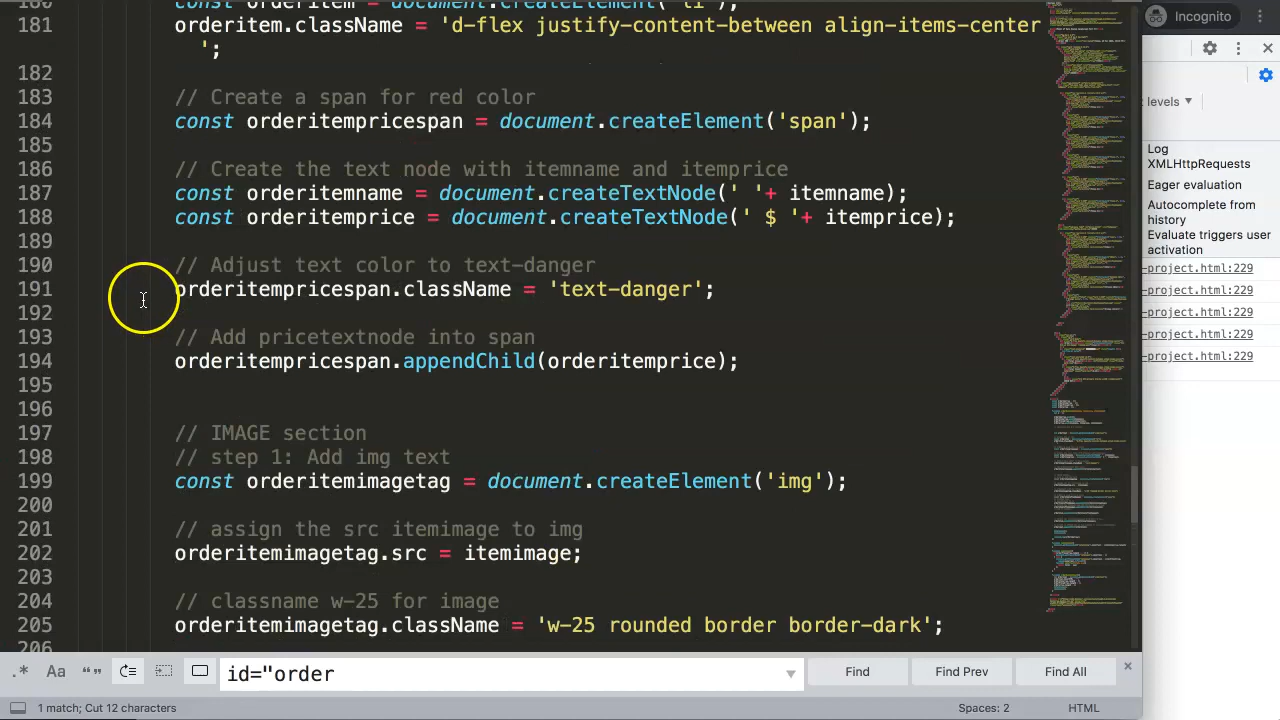 180 const orderitem = document.createElement('li');
181 orderitem.className = 'd-flex justify-content-between align-items-center
';
182
183 // Create a span for red color
184 const orderitempricespan = document.createElement('span');
185
186 // Create the textnode with itemname and itemprice
187 const orderitemname = document.createTextNode(' '+ itemname);
188 const orderitemprice = document.createTextNode(' $ '+ itemprice);
189
190 // Adjust text color to text-danger
191 orderitempricespan.className = 'text-danger';
192
193 // Add pricetexnode into span
194 orderitempricespan.appendChild(orderitemprice);
195
196
197 // IMAGE section
198 // step 1: Add img text
199 const orderitemimagetag = document.createElement('img');
200
201 // assign the src itemimage to img
202 orderitemimagetag.src = itemimage;
203
204 // classname w-25 for image
205 orderitemimagetag.className = 'w-25 rounded border border-dark';
206
.* Aa “” id="order Find Find Prev Find All ×
1 match; Cut 12 characters Spaces: 2 HTML
Incognito
levels ▼
Log
XMLHttpRequests
Eager evaluation
Autocomplete from
history
Evaluate triggers user
activation
-project.html:229
-project.html:229
-project.html:229
-project.html:229
-project.html:229